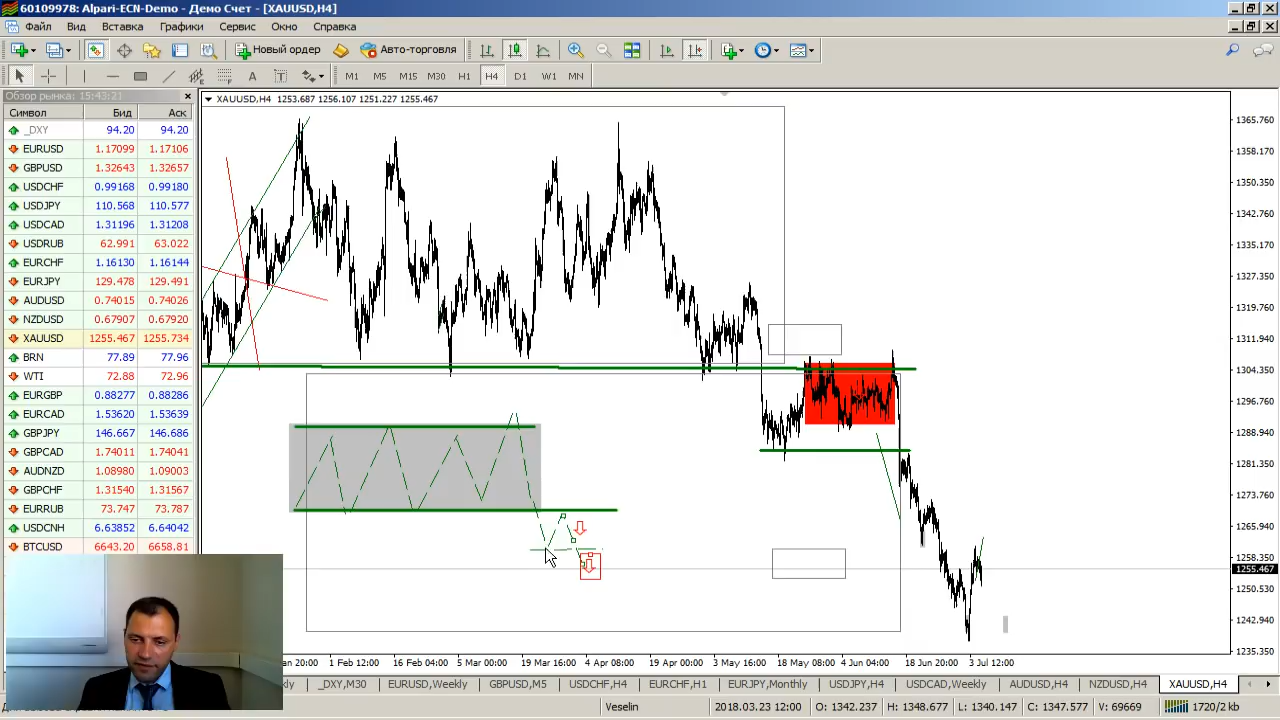 60109978: Alpari-ECN-Demo - Демо Счет - [XAUUSD,H4]
Файл Вид Вставка Графики Сервис Окно Справка
Новый ордер Авто-торго
M1 M5 M15 M30 H1 H4 D1 W1 MN
Обзор рынка: 15:43:21
Символ Бид Аск
_DXY 94.20 94.20
EURUSD 1.17099 1.17106
GBPUSD 1.32643 1.32657
USDCHF 0.99168 0.99180
USDJPY 110.568 110.577
USDCAD 1.31196 1.31208
USDRUB 62.991 63.022
EURCHF 1.16130 1.16144
EURJPY 129.478 129.491
AUDUSD 0.74015 0.74026
NZDUSD 0.67907 0.67920
XAUUSD 1255.467 1255.734
BRN 77.89 77.96
WTI 72.88 72.96
EURGBP 0.88277 0.88286
EURCAD 1.53620 1.53639
GBPJPY 146.667 146.686
GBPCAD 1.74011 1.74041
AUDNZD 1.08980 1.09003
GBPCHF 1.31540 1.31567
EURRUB 73.747 73.787
USDCNH 6.63852 6.64042
BTCUSD 6643.20 6658.81
XAUUSD,H4 1253.687 1256.107 1251.227 1255.467
1365.760
1358.170
1350.350
1342.760
1335.170
1327.350
1319.760
1311.940
1304.350
1296.760
1288.940
1281.350
1273.760
1265.940
1258.350
1255.467
1250.530
1242.940
1235.350
an 20:00 1 Feb 12:00 16 Feb 04:00 5 Mar 00:00 19 Mar 16:00 4 Apr 08:00 19 Apr 00:00 3 May 16:00 18 May 08:00 4 Jun 04:00 18 Jun 20:00 3 Jul 12:00
kly _DXY,M30 EURUSD,Weekly GBPUSD,M5 USDCHF,H4 EURCHF,H1 EURJPY,Monthly USDJPY,H4 USDCAD,Weekly AUDUSD,H4 NZDUSD,H4 XAUUSD,H4
Veselin 2018.03.23 12:00 O: 1342.237 H: 1348.677 L: 1340.147 C: 1347.577 V: 69669 1720/2 kb